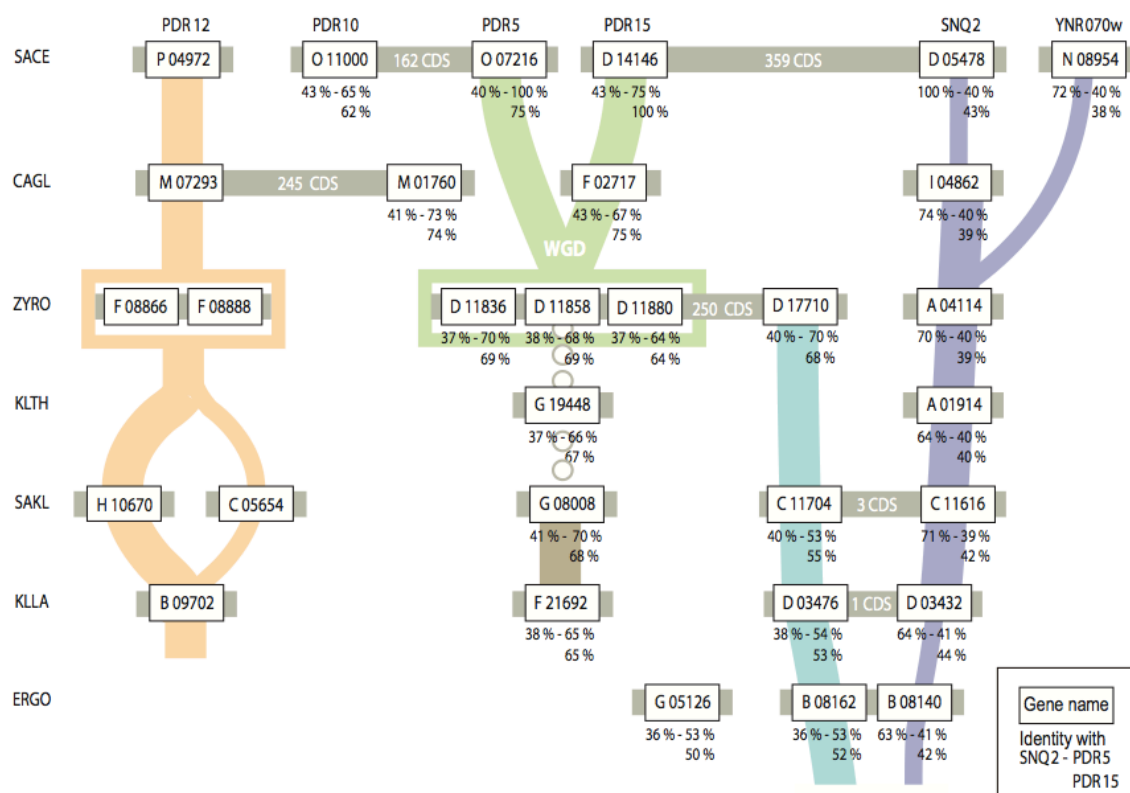 PDR12 PDR10 PDR5 PDR15 SNQ2 YNR070w
SACE P 04972 O 11000 162 CDS O 07216 D 14146 359 CDS D 05478 N 08954
43 % - 65 % 40 % - 100 % 43 % - 75 % 100 % - 40 % 72 % - 40 %
62 % 75 % 100 % 43% 38 %
CAGL M 07293 245 CDS M 01760 F 02717 I 04862
41 % - 73 % 43 % - 67 % 74 % - 40 %
74 % 75 % 39 %
WGD
ZYRO F 08866 F 08888 D 11836 D 11858 D 11880 250 CDS D 17710 A 04114
37 % - 70 % 38 % - 68 % 37 % - 64 % 40 % - 70 % 70 % - 40 %
69 % 69 % 64 % 68 % 39 %
KLTH G 19448 A 01914
37 % - 66 % 64 % - 40 %
67 % 40 %
SAKL H 10670 C 05654 G 08008 C 11704 3 CDS C 11616
41 % - 70 % 40 % - 53 % 71 % - 39 %
68 % 55 % 42 %
KLLA B 09702 F 21692 D 03476 1 CDS D 03432
38 % - 65 % 38 % - 54 % 64 % - 41 %
65 % 53 % 44 %
ERGO G 05126 B 08162 B 08140
36 % - 53 % 36 % - 53 % 63 % - 41 %
50 % 52 % 42 %
Gene name
Identity with
SNQ2 - PDR5
PDR15